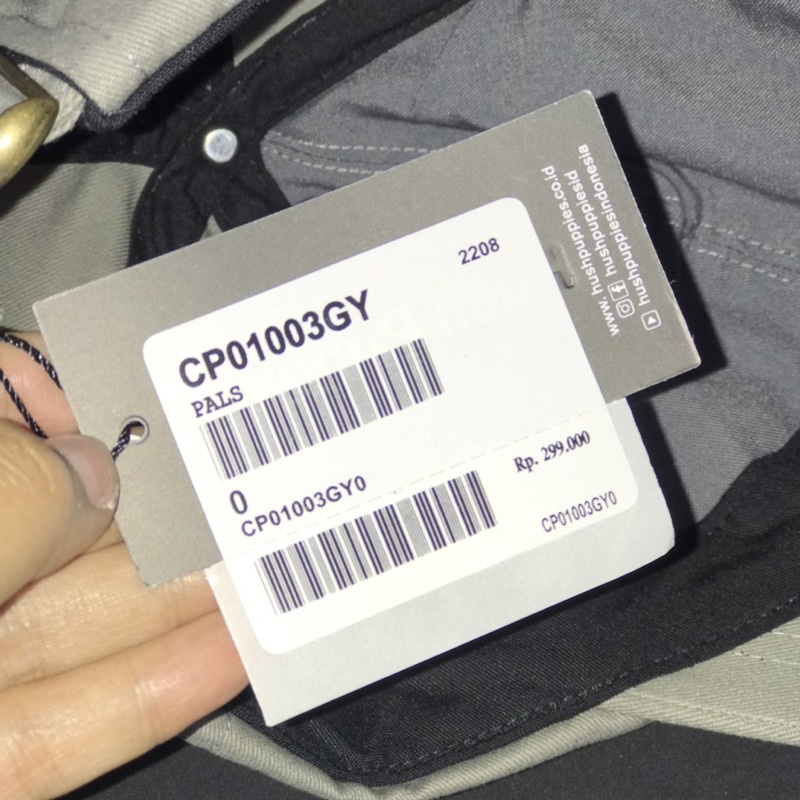 2208
CP01003GY
PALS
0
CP01003GY0
Rp. 299.000
CP01003GY0
www.hushpuppies.co.id
hushpuppiesid
hushpuppiesindonesia